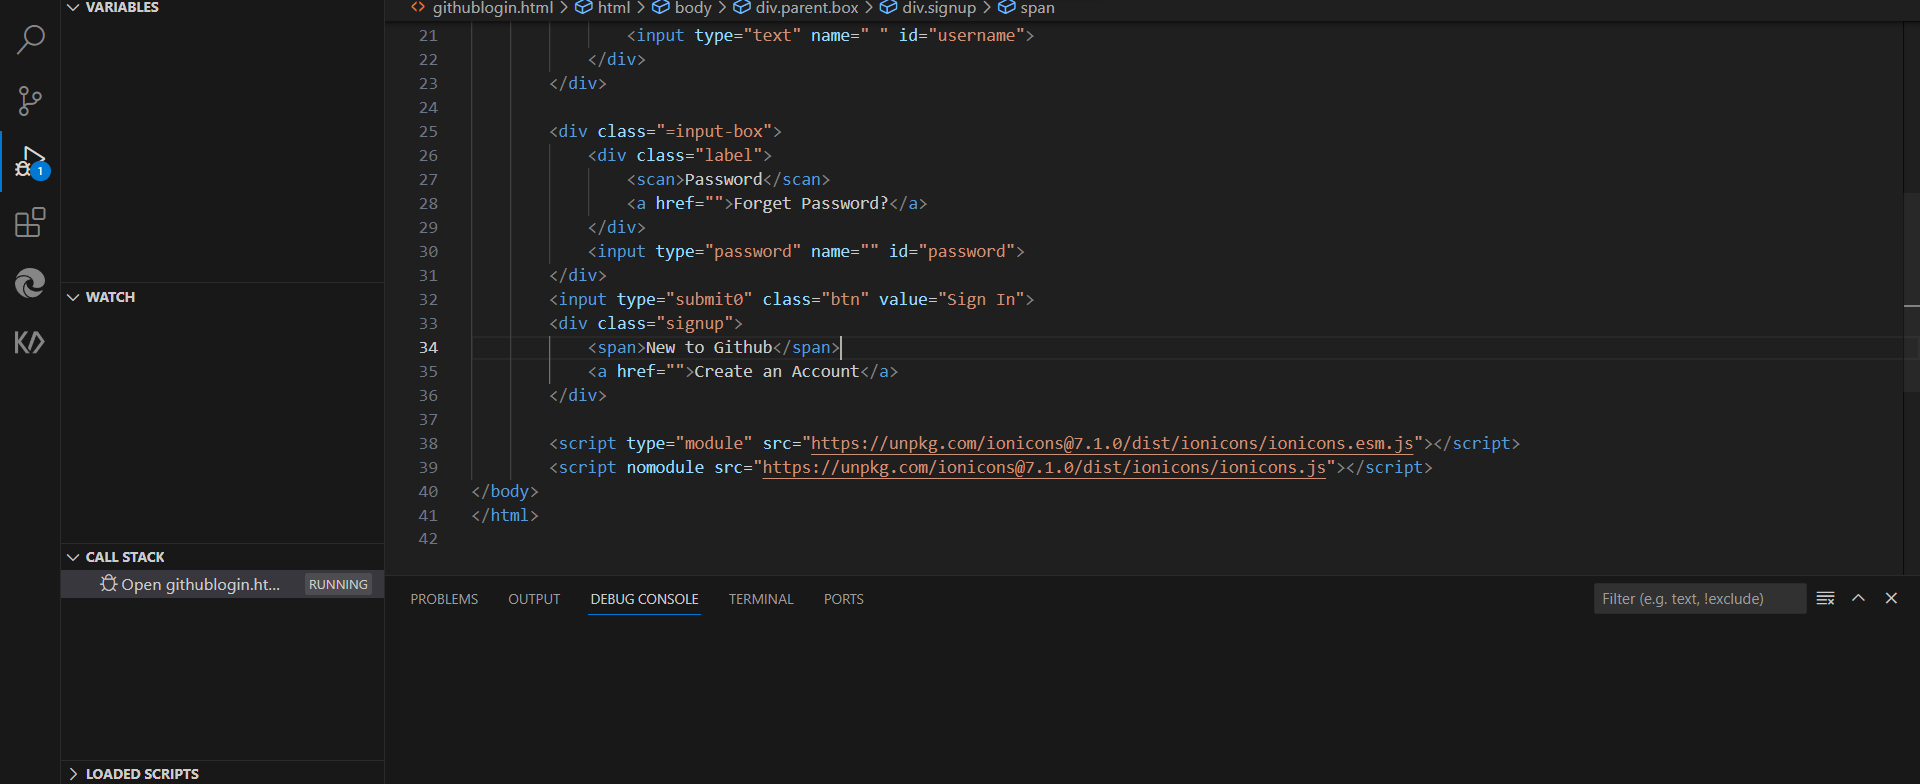 VARIABLES
githublogin.html > html > body > div.parent.box > div.signup > span
21 <input type="text" name=" " id="username">
22 </div>
23 </div>
24
25 <div class="=input-box">
26 <div class="label">
27 <scan>Password</scan>
28 <a href="">Forget Password?</a>
29 </div>
30 <input type="password" name="" id="password">
31 </div>
32 <input type="submit0" class="btn" value="Sign In">
33 <div class="signup">
34 <span>New to Github</span>
35 <a href="">Create an Account</a>
36 </div>
37
38 <script type="module" src="https://unpkg.com/ionicons@7.1.0/dist/ionicons/ionicons.esm.js"></script>
39 <script nomodule src="https://unpkg.com/ionicons@7.1.0/dist/ionicons/ionicons.js"></script>
40 </body>
41 </html>
42
1
WATCH
CALL STACK
Open githublogin.ht... RUNNING
LOADED SCRIPTS
PROBLEMS OUTPUT DEBUG CONSOLE TERMINAL PORTS Filter (e.g. text, !exclude)